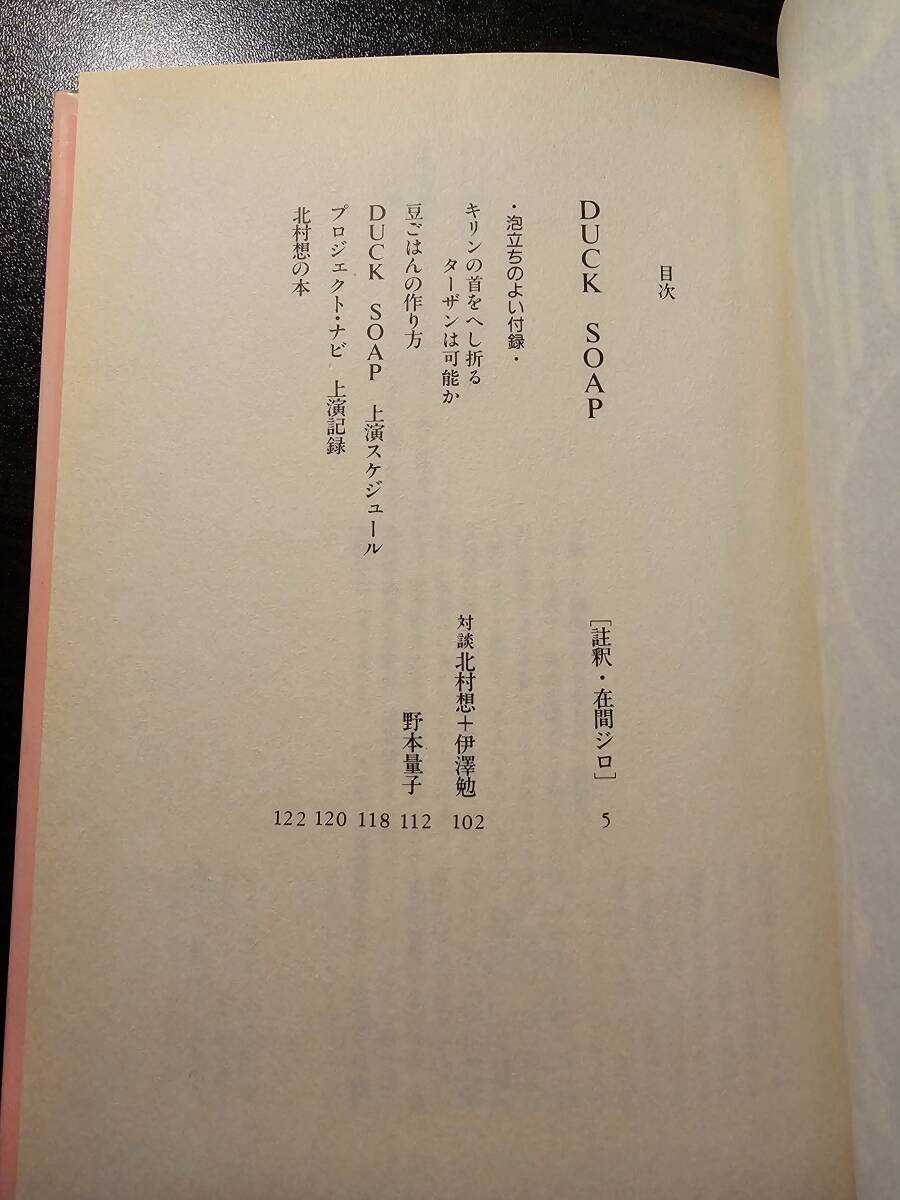 目次
DUCK SOAP [註釈・在間ジロ] 5
・泡立ちのよい付録・
キリンの首をへし折る
ターザンは可能か 対談 北村想+伊澤勉 102
豆ごはんの作り方 野本量子 112
DUCK SOAP 上演スケジュール 118
プロジェクト・ナビ 上演記録 120
北村想の本 122